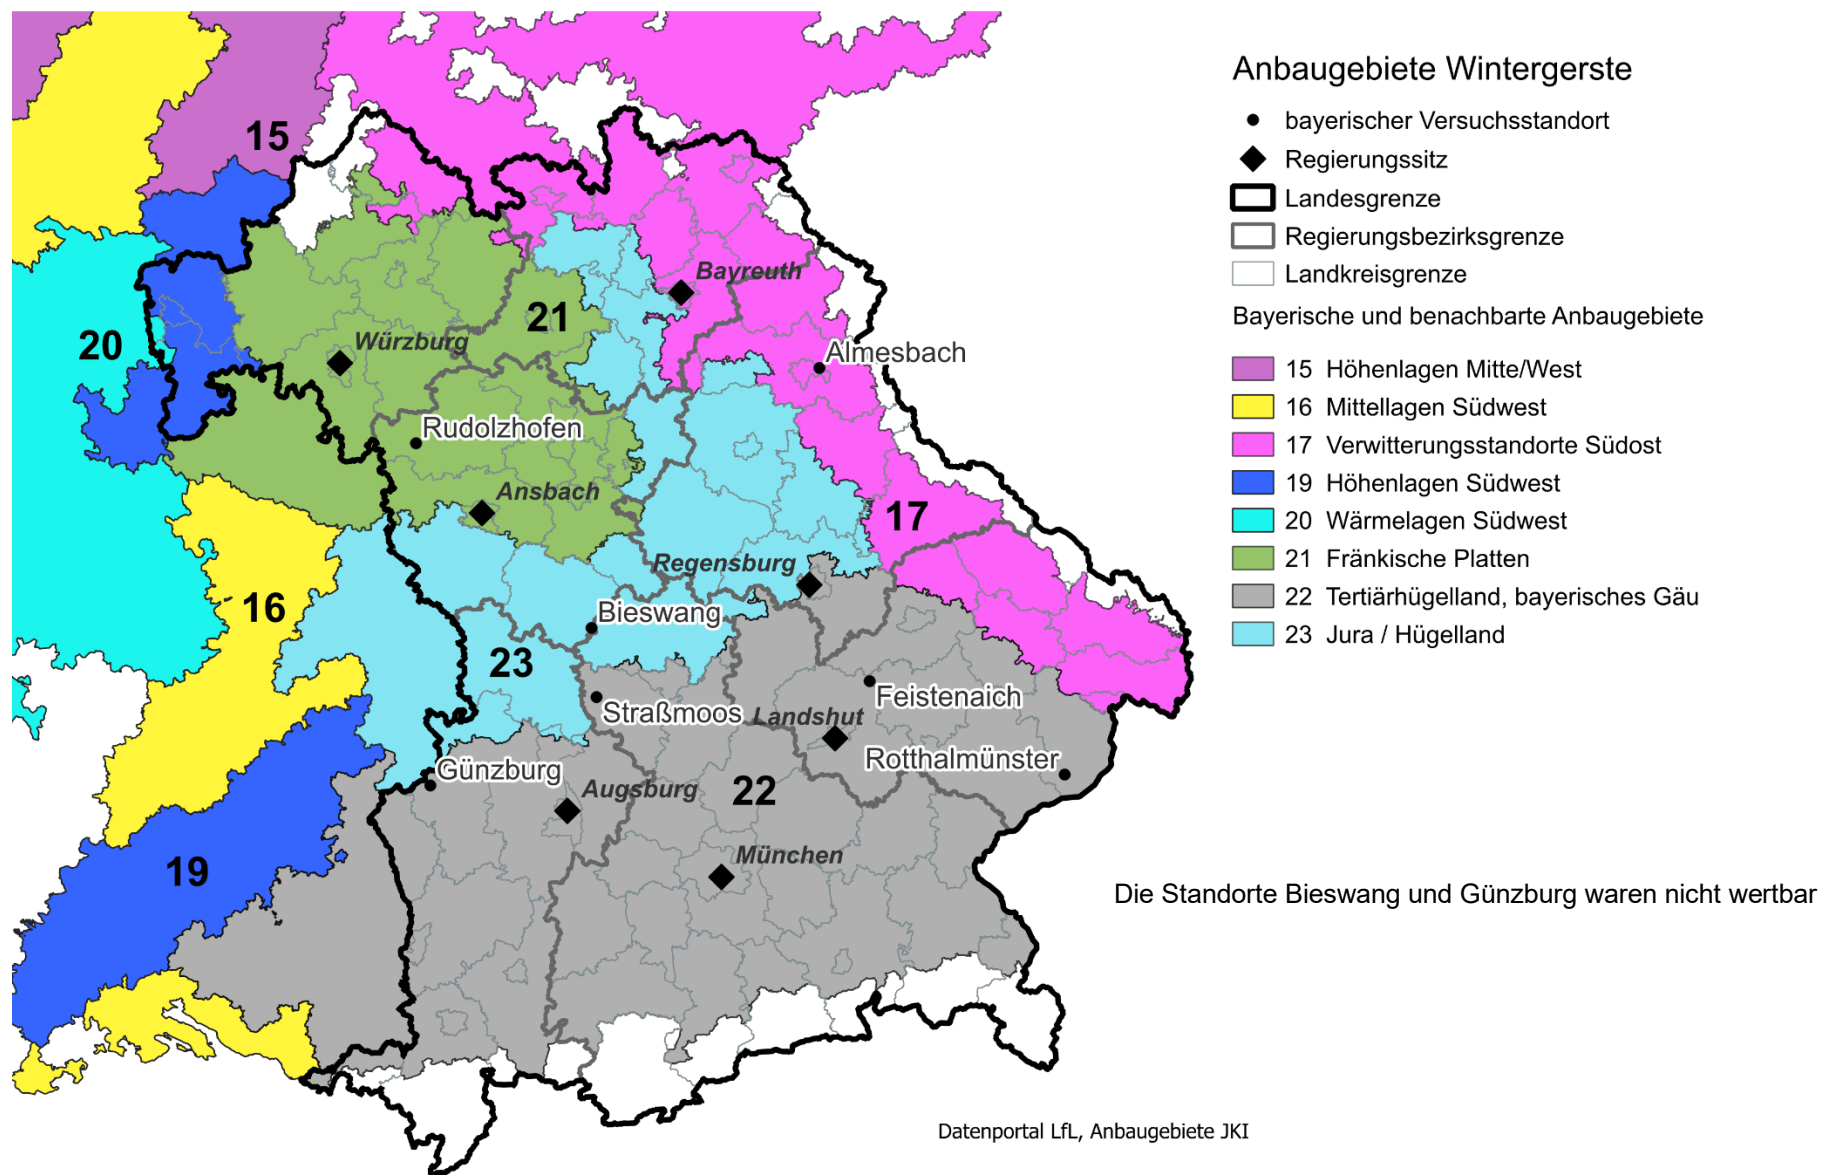 Anbaugebiete Wintergerste
bayerischer Versuchsstandort
Regierungssitz
Landesgrenze
Regierungsbezirksgrenze
Landkreisgrenze
Bayerische und benachbarte Anbaugebiete
15 Höhenlagen Mitte/West
16 Mittellagen Südwest
17 Verwitterungsstandorte Südost
19 Höhenlagen Südwest
20 Wärmelagen Südwest
21 Fränkische Platten
22 Tertiärhügelland, bayerisches Gäu
23 Jura / Hügelland
15
Bayreuth
21
20
Würzburg
Almesbach
Rudolzhofen
Ansbach
17
Regensburg
16
Bieswang
23
Feistenaich
Straßmoos
Landshut
Rotthalmünster
Günzburg
Augsburg
22
München
19
Die Standorte Bieswang und Günzburg waren nicht wertbar
Datenportal LfL, Anbaugebiete JKI